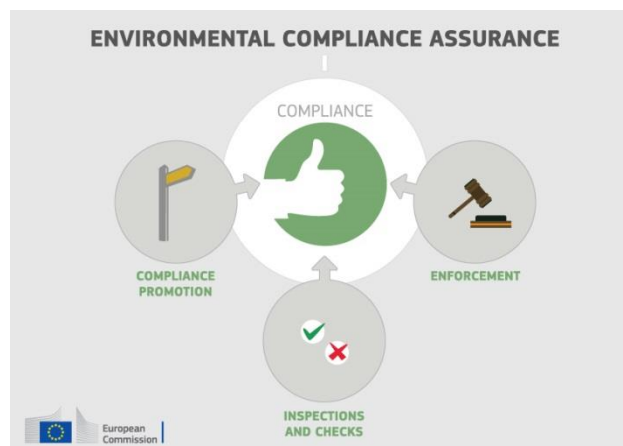 ENVIRONMENTAL COMPLIANCE ASSURANCE
COMPLIANCE
COMPLIANCE
PROMOTION
ENFORCEMENT
INSPECTIONS
AND CHECKS
European
Commission